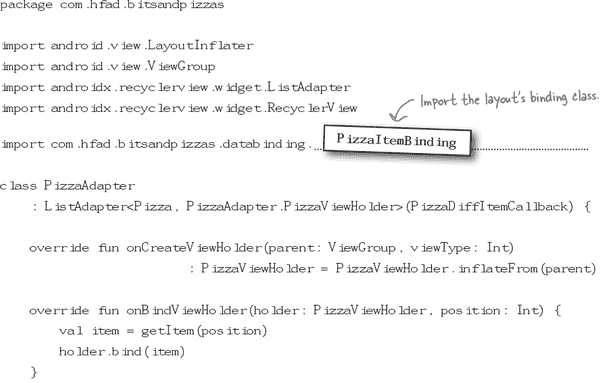 package com.hfad.bitsandpizzas
import android.view.LayoutInflater
import android.view.ViewGroup
import androidx.recyclerview.widget.ListAdapter
import androidx.recyclerview.widget.RecyclerView
Import the layout's binding class.
import com.hfad.bitsandpizzas.databinding. PizzaItemBinding
class PizzaAdapter
: ListAdapter<Pizza, PizzaAdapter.PizzaViewHolder>(PizzaDiffItemCallback) {
override fun onCreateViewHolder(parent: ViewGroup, viewType: Int)
: PizzaViewHolder = PizzaViewHolder.inflateFrom(parent)
override fun onBindViewHolder(holder: PizzaViewHolder, position: Int) {
val item = getItem(position)
holder.bind(item)
}